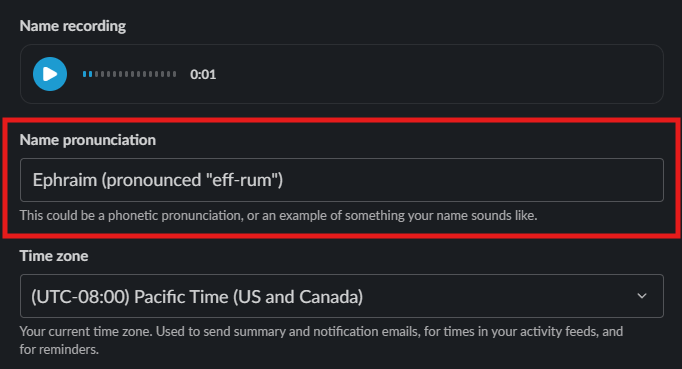 Name recording
0:01
Name pronunciation
Ephraim (pronounced "eff-rum")
This could be a phonetic pronunciation, or an example of something your name sounds like.
Time zone
(UTC-08:00) Pacific Time (US and Canada)
Your current time zone. Used to send summary and notification emails, for times in your activity feeds, and
for reminders.